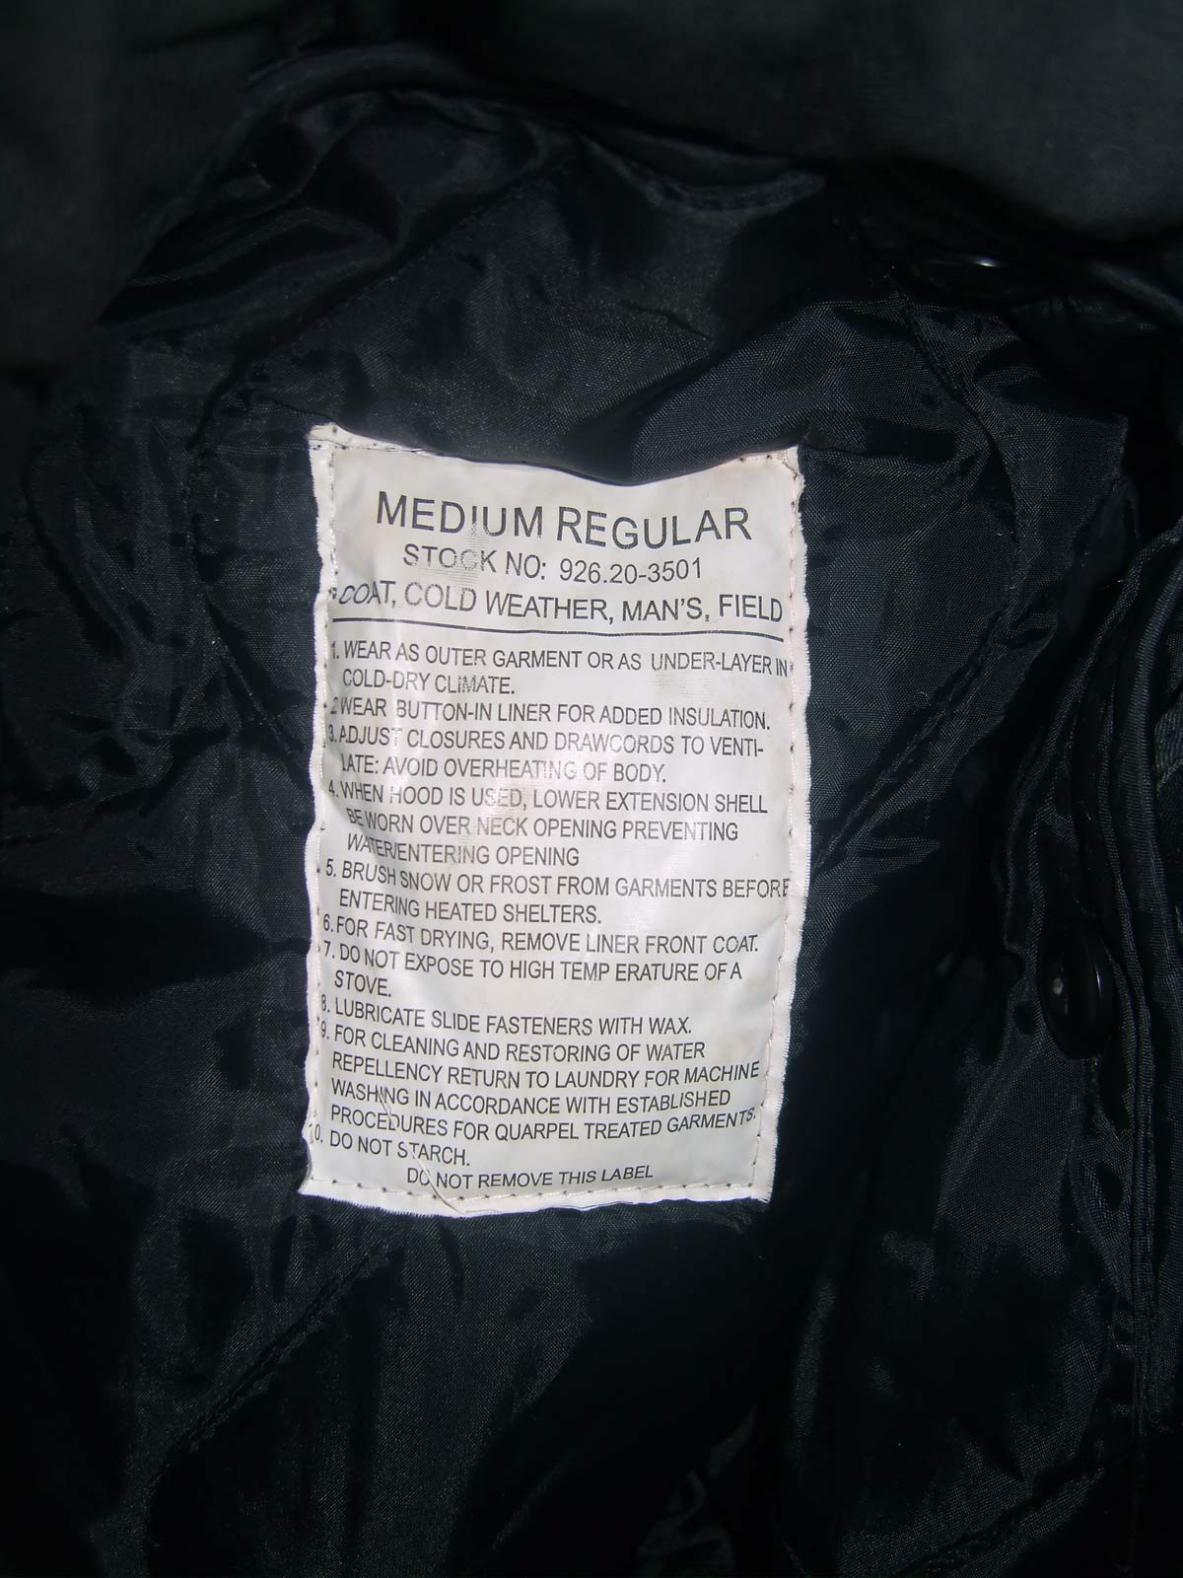 MEDIUM REGULAR
STOCK NO: 926.20-3501
COAT, COLD WEATHER, MAN'S, FIELD
1. WEAR AS OUTER GARMENT OR AS UNDER-LAYER IN
COLD-DRY CLIMATE.
2 WEAR BUTTON-IN LINER FOR ADDED INSULATION.
3. ADJUST CLOSURES AND DRAWCORDS TO VENTI-
LATE: AVOID OVERHEATING OF BODY.
4. WHEN HOOD IS USED, LOWER EXTENSION SHELL
BE WORN OVER NECK OPENING PREVENTING
WATER/ENTERING OPENING
5. BRUSH SNOW OR FROST FROM GARMENTS BEFORE
ENTERING HEATED SHELTERS.
6. FOR FAST DRYING, REMOVE LINER FRONT COAT.
7. DO NOT EXPOSE TO HIGH TEMP ERATURE OF A
STOVE.
8. LUBRICATE SLIDE FASTENERS WITH WAX.
9. FOR CLEANING AND RESTORING OF WATER
REPELLENCY RETURN TO LAUNDRY FOR MACHINE
WASHING IN ACCORDANCE WITH ESTABLISHED
PROCEDURES FOR QUARPEL TREATED GARMENTS.
10. DO NOT STARCH.
DO NOT REMOVE THIS LABEL